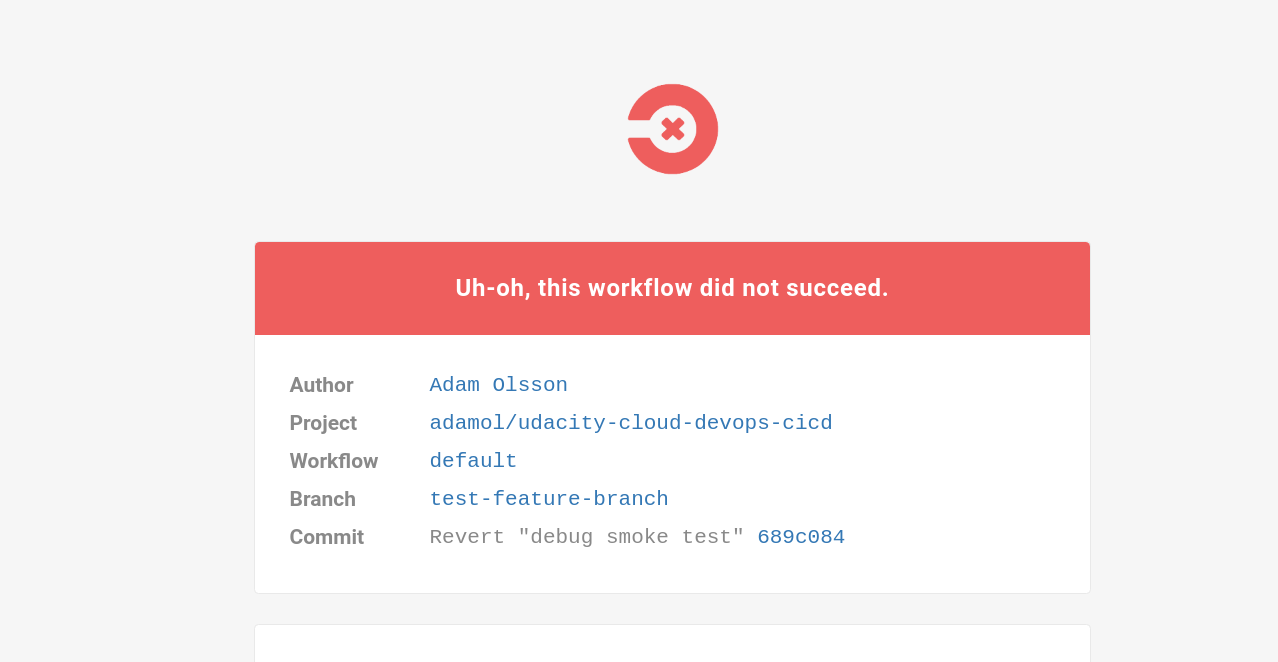 Uh-oh, this workflow did not succeed.
Author Adam Olsson
Project adamol/udacity-cloud-devops-cicd
Workflow default
Branch test-feature-branch
Commit Revert "debug smoke test" 689c084